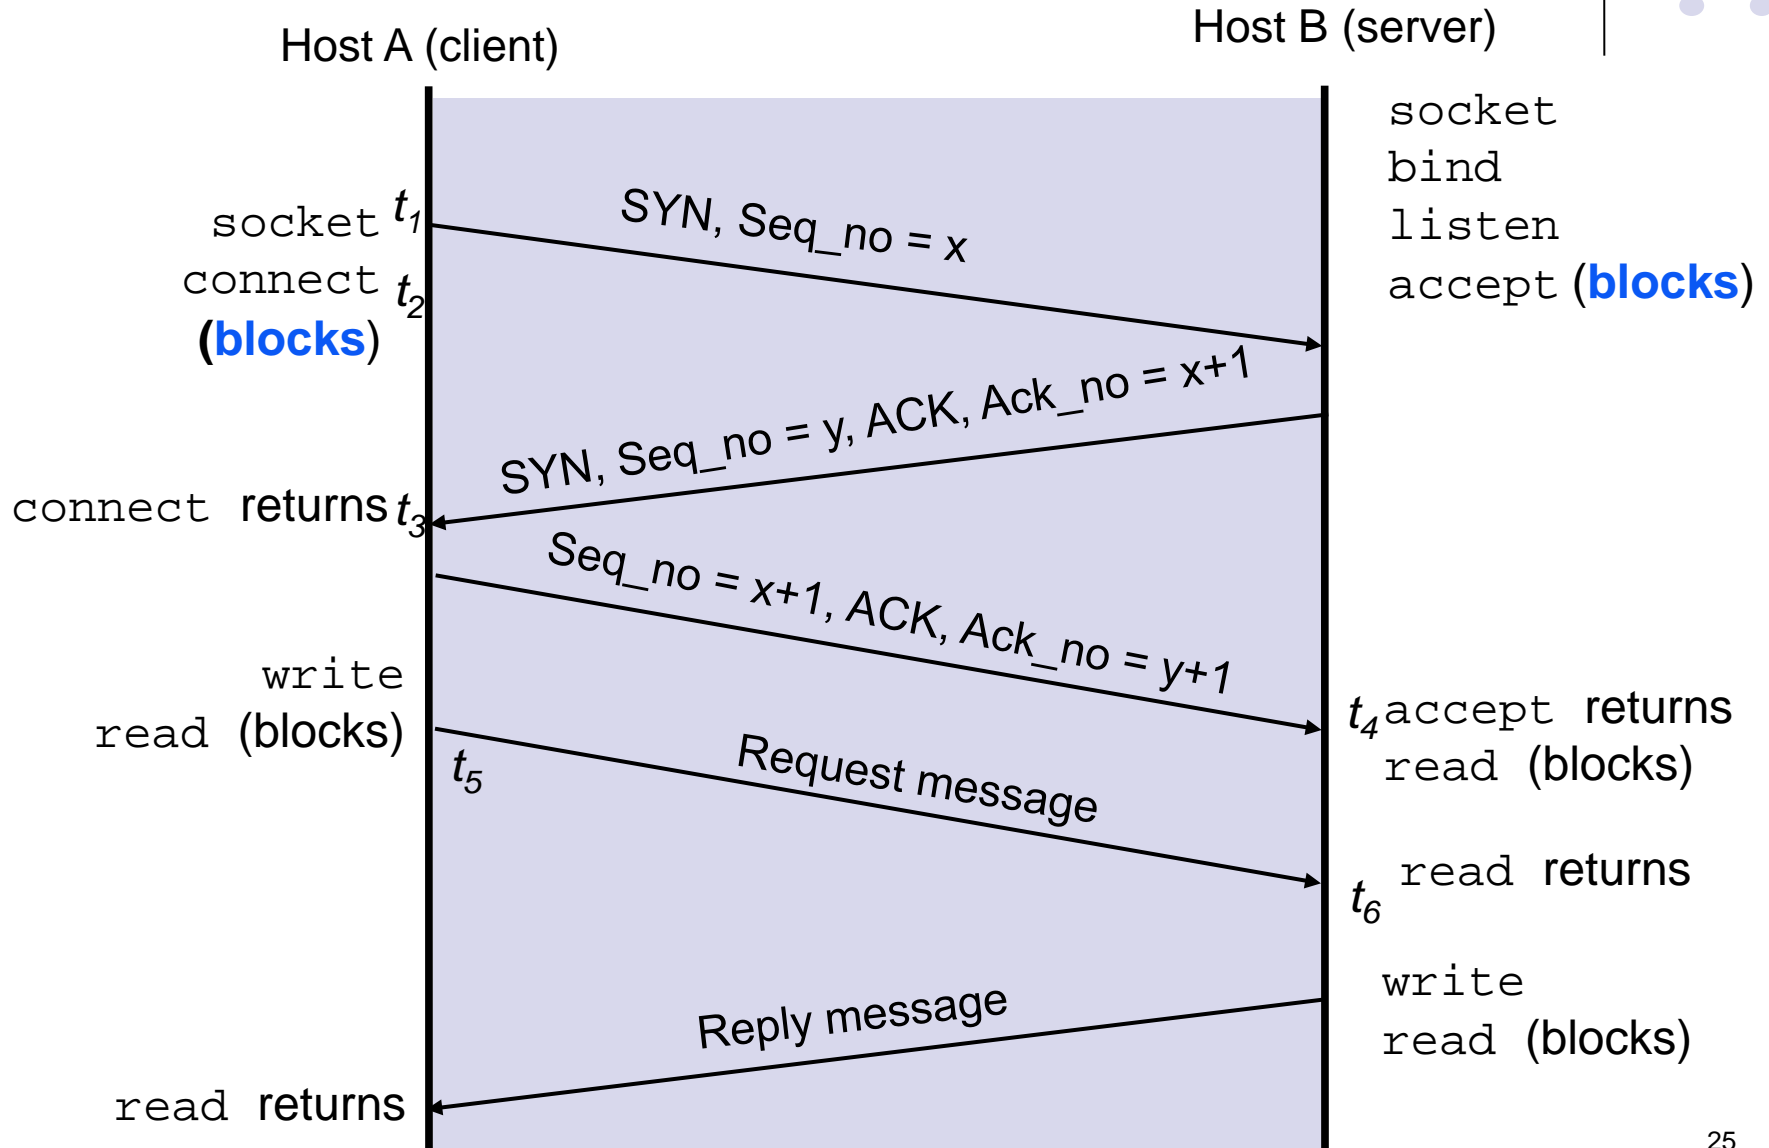 Host A (client)
Host B (server)
socket
bind
listen
accept (blocks)
socket t1
connect t2
(blocks)
SYN, Seq_no = x
SYN, Seq_no = y, ACK, Ack_no = x+1
connect returns t3
Seq_no = x+1, ACK, Ack_no = y+1
write
read (blocks)
t4 accept returns
read (blocks)
t5
Request message
t6 read returns
write
read (blocks)
Reply message
read returns
25